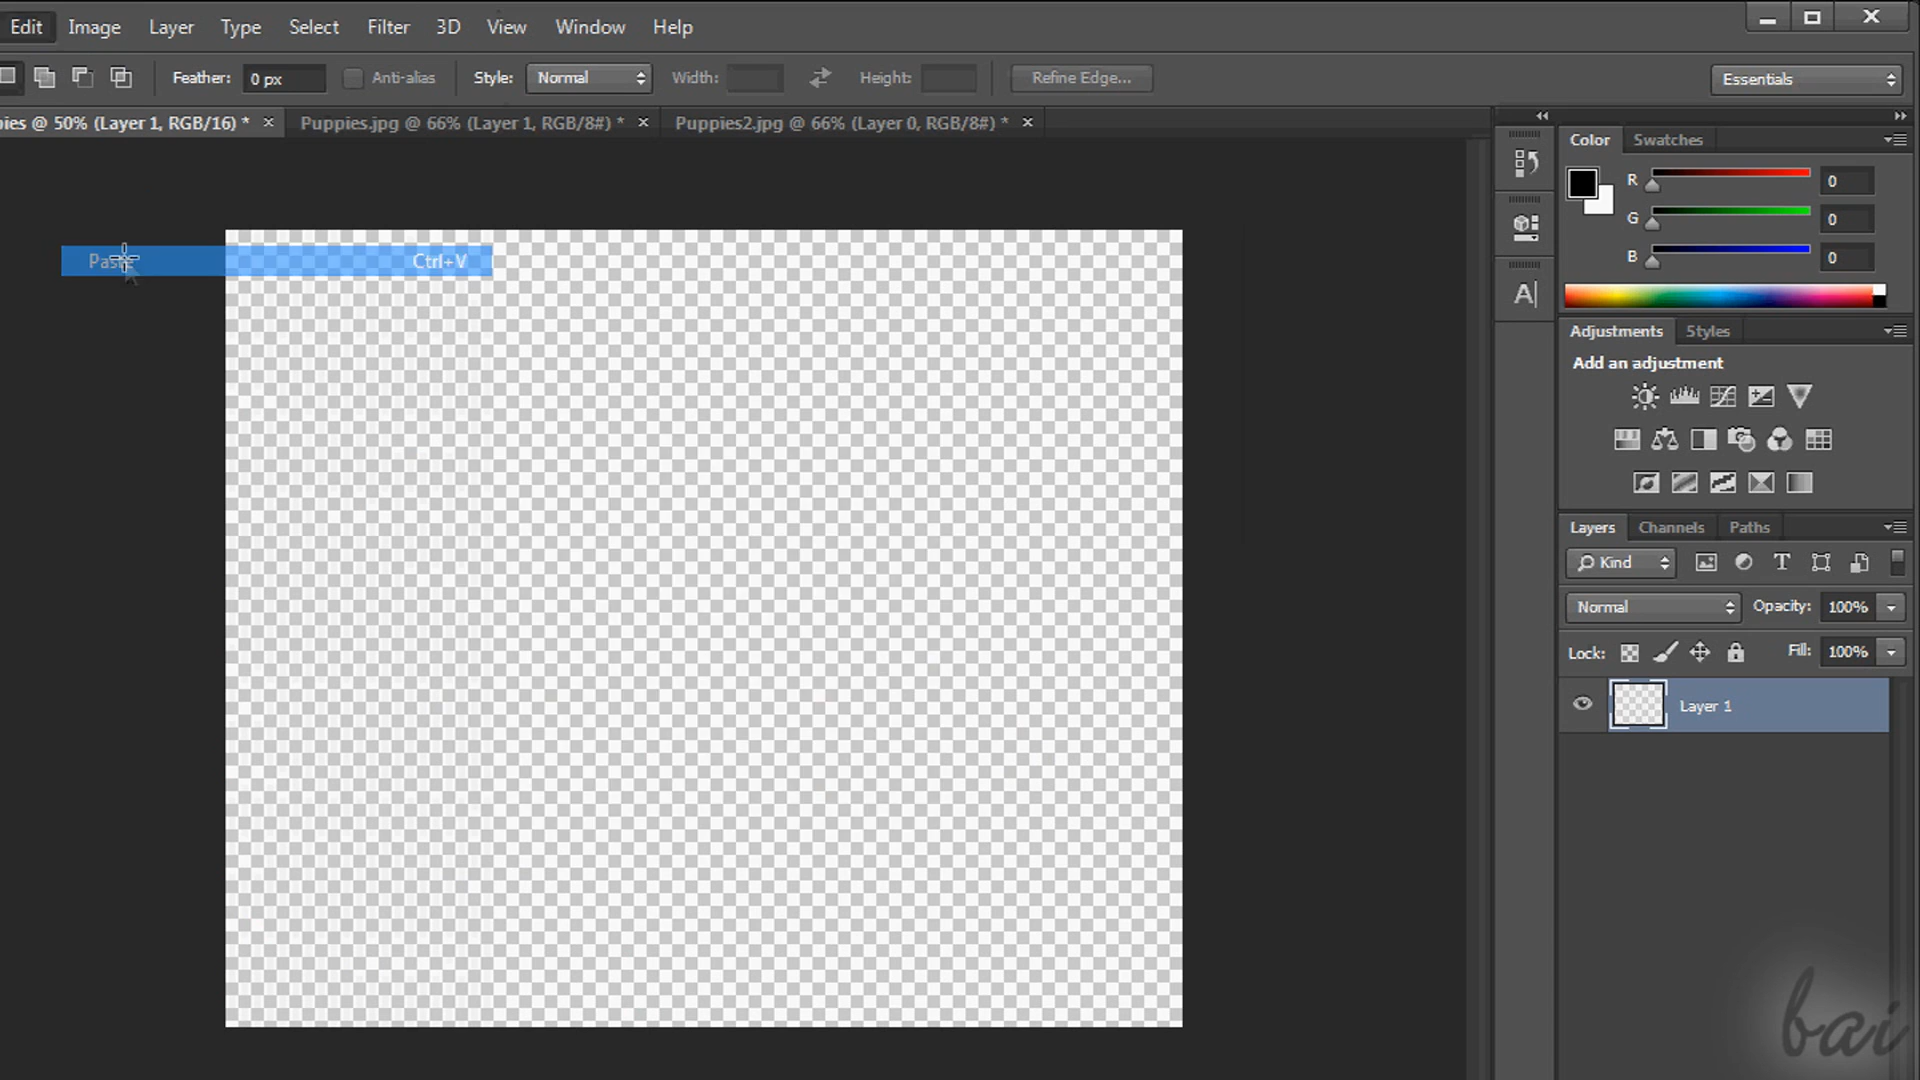 Edit Image Layer Type Select Filter 3D View Window Help
Feather: 0 px Anti-alias Style: Normal Width: Height: Refine Edge... Essentials
ies @ 50% (Layer 1, RGB/16) * × Puppies.jpg @ 66% (Layer 1, RGB/8#) * × Puppies2.jpg @ 66% (Layer 0, RGB/8#) * ×
Color Swatches
R 0
G 0
B 0
Ctrl+V
Adjustments Styles
Add an adjustment
Layers Channels Paths
Kind
Normal Opacity: 100%
Lock: Fill: 100%
Layer 1
bai